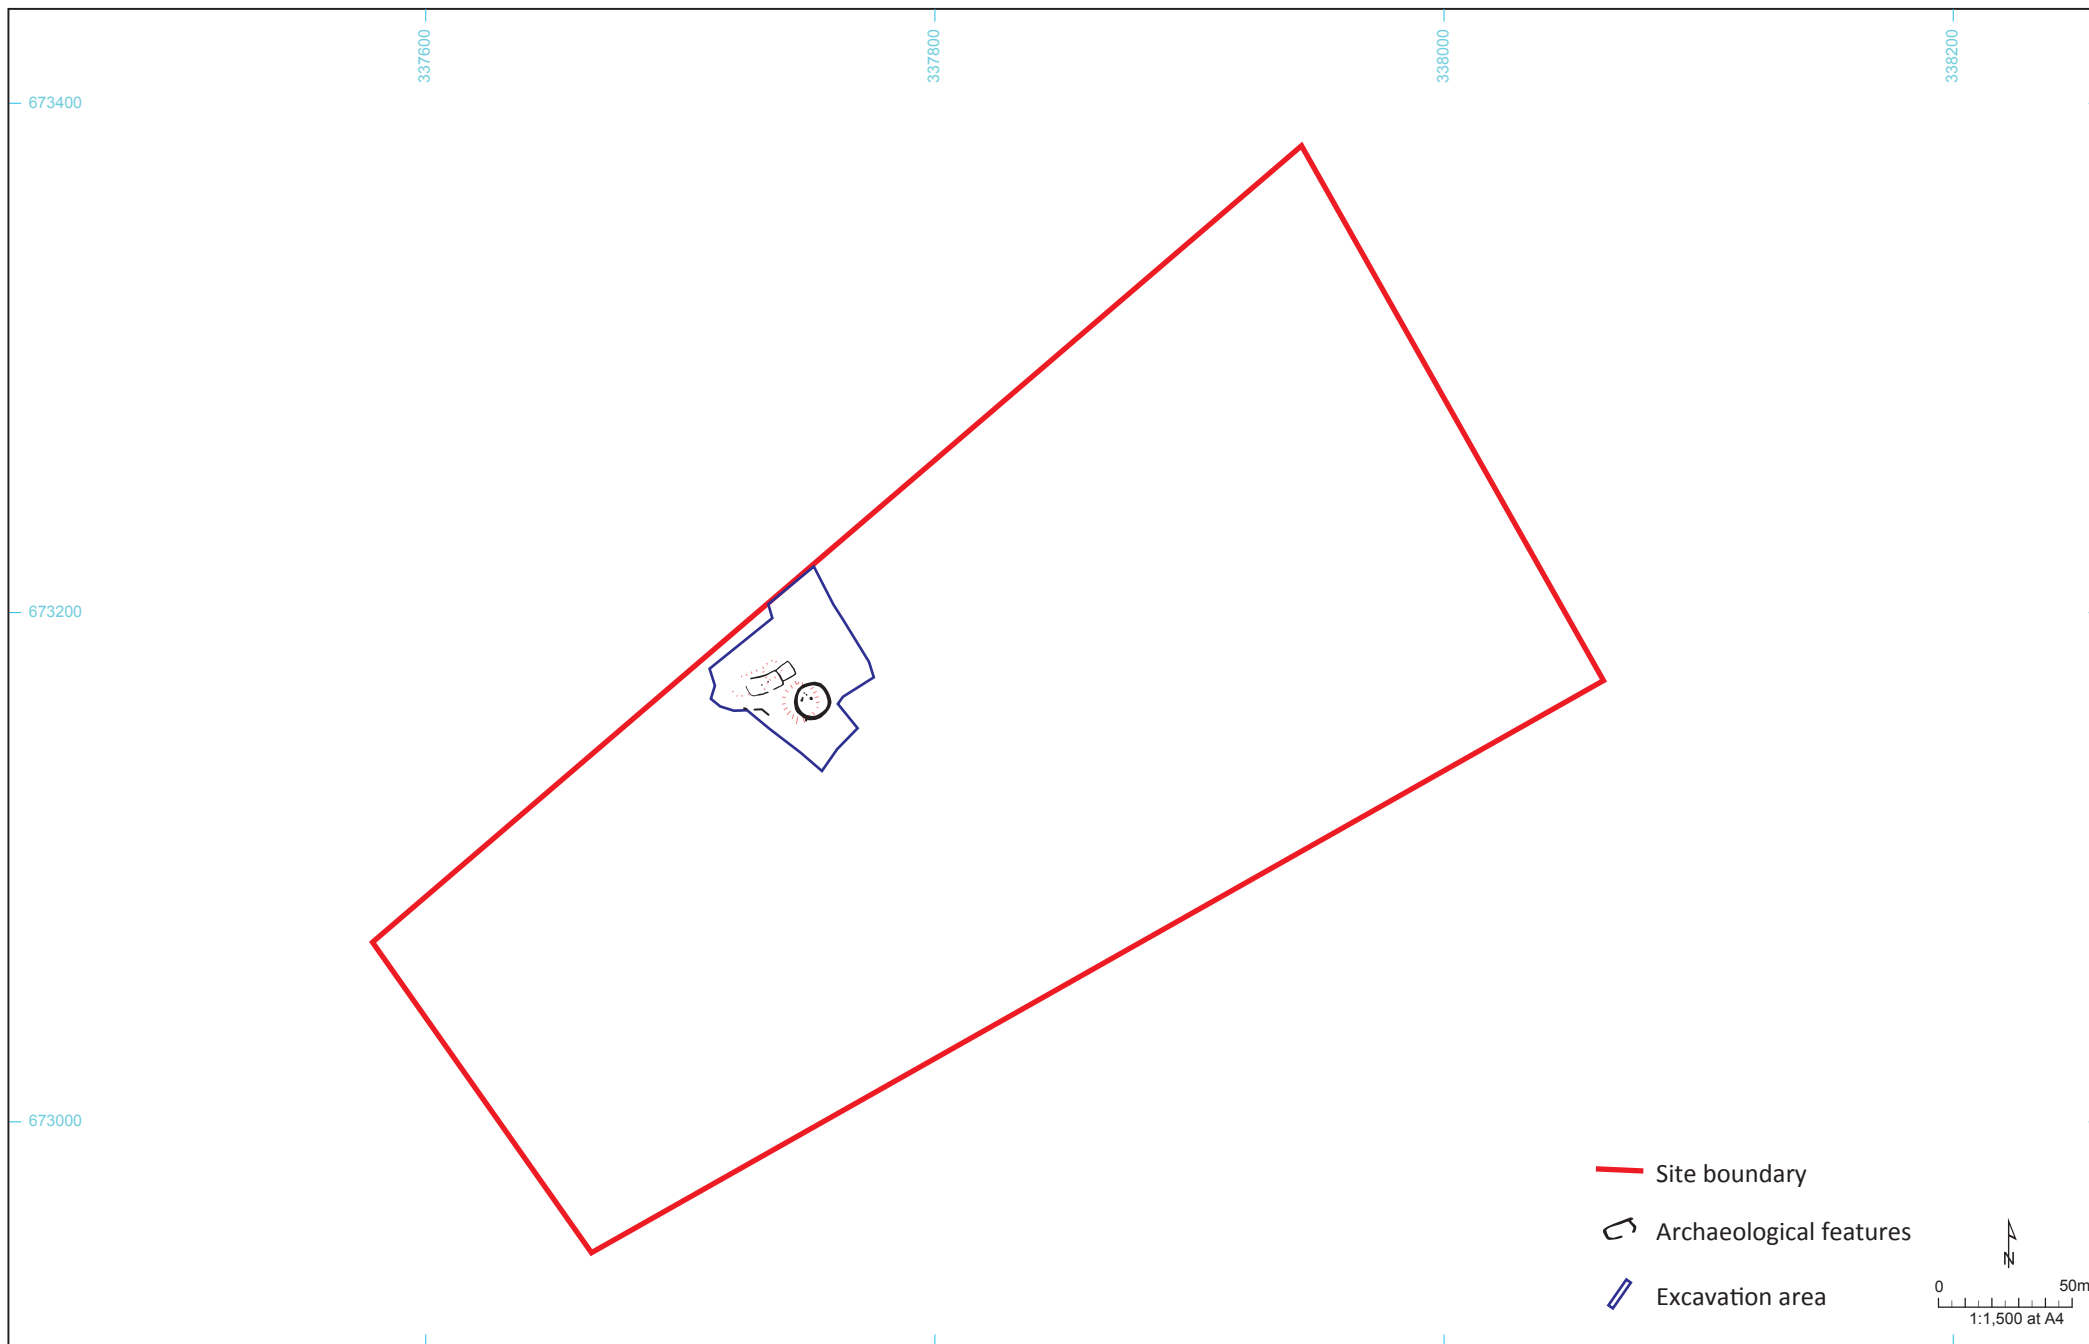 337600
337800
338000
338200
673400
673200
673000
Site boundary
Archaeological features
Excavation area
N
0 50m
1:1,500 at A4